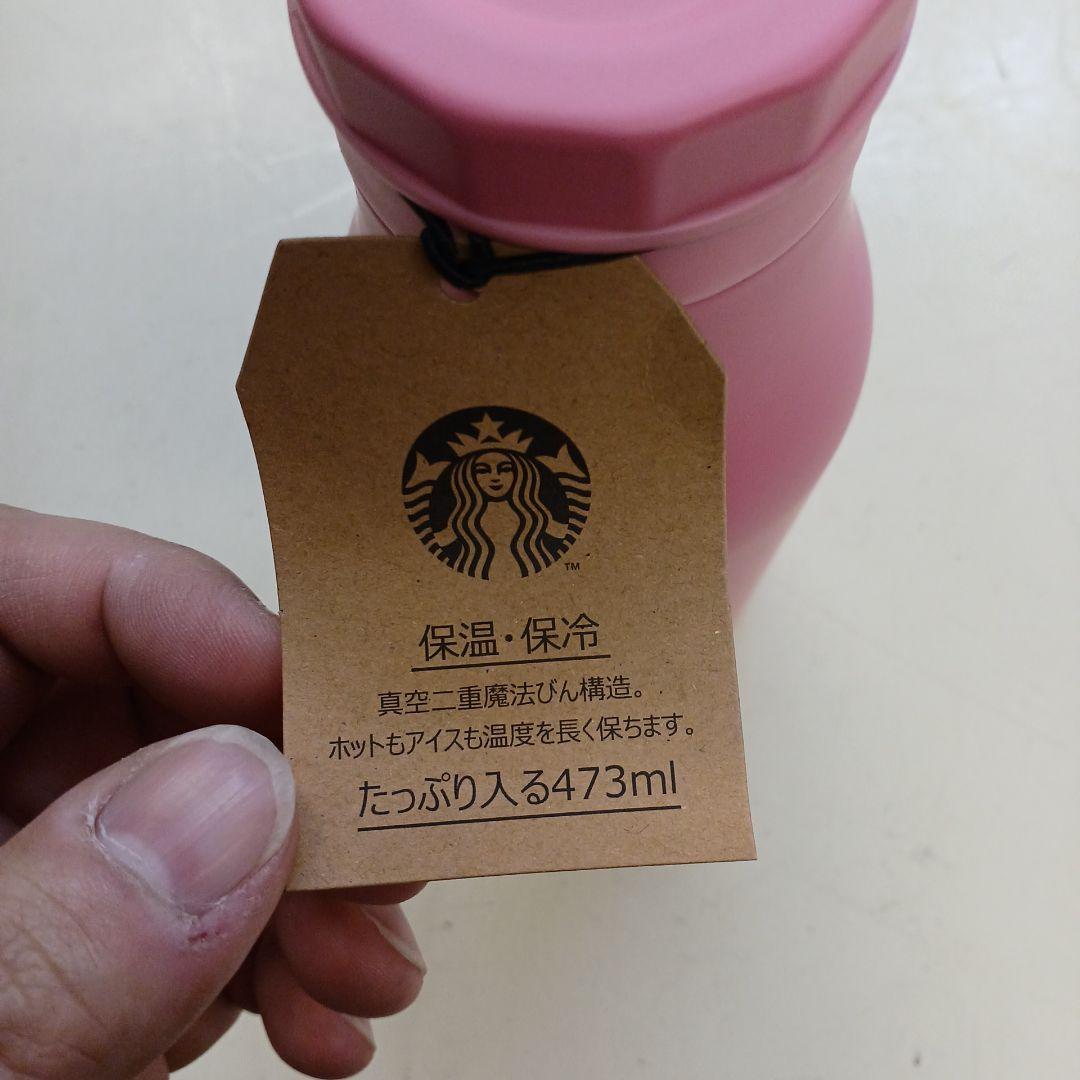 TM
保温・保冷
真空二重魔法びん構造。
ホットもアイスも温度を長く保ちます。
たっぷり入る473ml